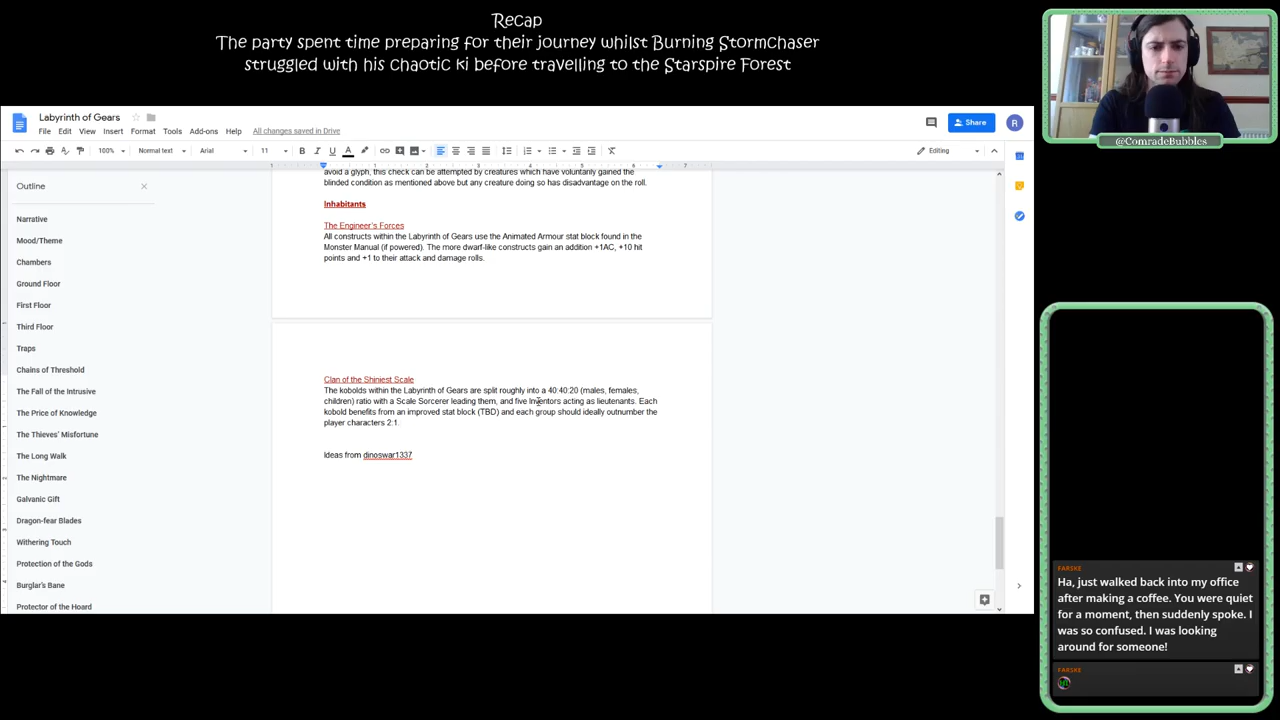 Recap
The party spent time preparing for their journey whilst Burning Stormchaser
struggled with his chaotic ki before travelling to the Starspire Forest
@ComradeBubbles
Labyrinth of Gears
File Edit View Insert Format Tools Add-ons Help All changes saved in Drive
Share
R
100% Normal text Arial 11 B I U A Editing
1 1 2 3 4 5 6 7
Outline
Narrative
Mood/Theme
Chambers
Ground Floor
First Floor
Third Floor
Traps
Chains of Threshold
The Fall of the Intrusive
The Price of Knowledge
The Thieves' Misfortune
The Long Walk
The Nightmare
Galvanic Gift
Dragon-fear Blades
Withering Touch
Protection of the Gods
Burglar's Bane
Protector of the Hoard
avoid a glyph, this check can be attempted by creatures which have voluntarily gained the
blinded condition as mentioned above but any creature doing so has disadvantage on the roll.
Inhabitants
The Engineer's Forces
All constructs within the Labyrinth of Gears use the Animated Armour stat block found in the
Monster Manual (if powered). The more dwarf-like constructs gain an addition +1AC, +10 hit
points and +1 to their attack and damage rolls.
Clan of the Shiniest Scale
The kobolds within the Labyrinth of Gears are split roughly into a 40:40:20 (males, females,
children) ratio with a Scale Sorcerer leading them, and five Inventors acting as lieutenants. Each
kobold benefits from an improved stat block (TBD) and each group should ideally outnumber the
player characters 2:1.
Ideas from dinoswar1337
FARSKE
Ha, just walked back into my office
after making a coffee. You were quiet
for a moment, then suddenly spoke. I
was so confused. I was looking
around for someone!
FARSKE